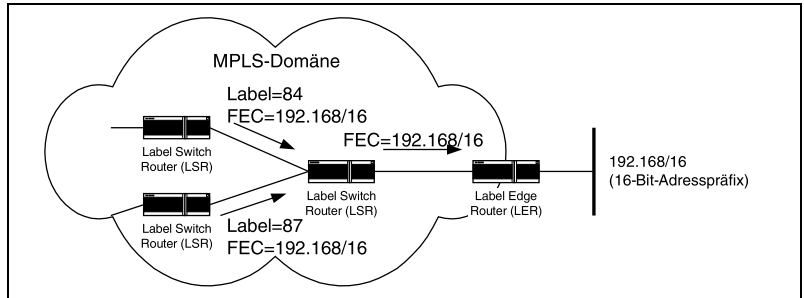 MPLS-Domäne
Label=84
FEC=192.168/16
FEC=192.168/16
Label Switch
Router (LSR)
192.168/16
(16-Bit-Adresspräfix)
Label Switch
Router (LSR)
Label Edge
Router (LER)
Label Switch
Router (LSR)
Label=87
FEC=192.168/16